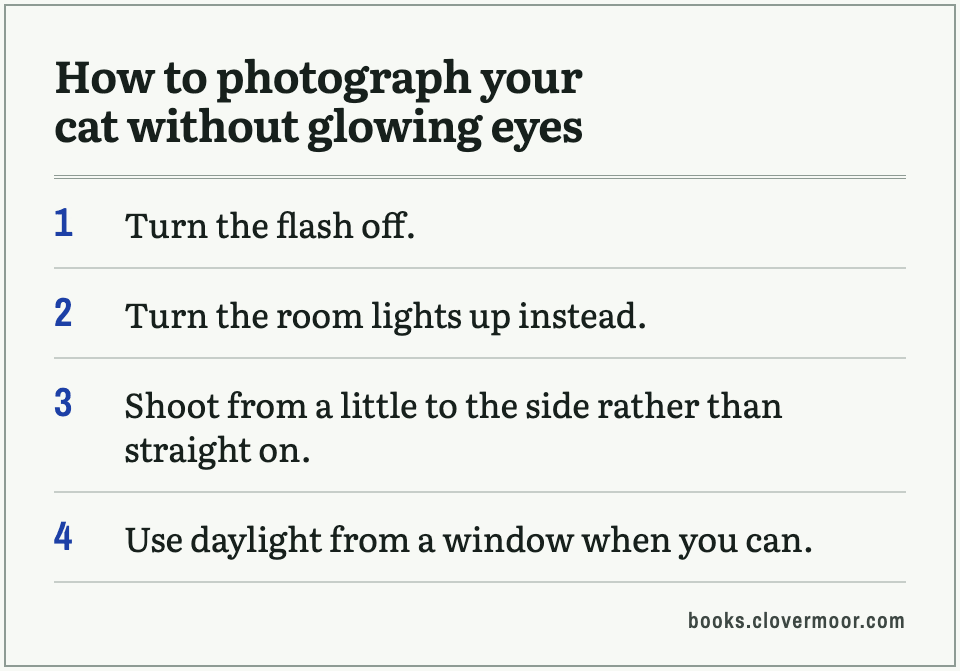 How to photograph your
cat without glowing eyes
1 Turn the flash off.
2 Turn the room lights up instead.
3 Shoot from a little to the side rather than
straight on.
4 Use daylight from a window when you can.
books.clovermoor.com